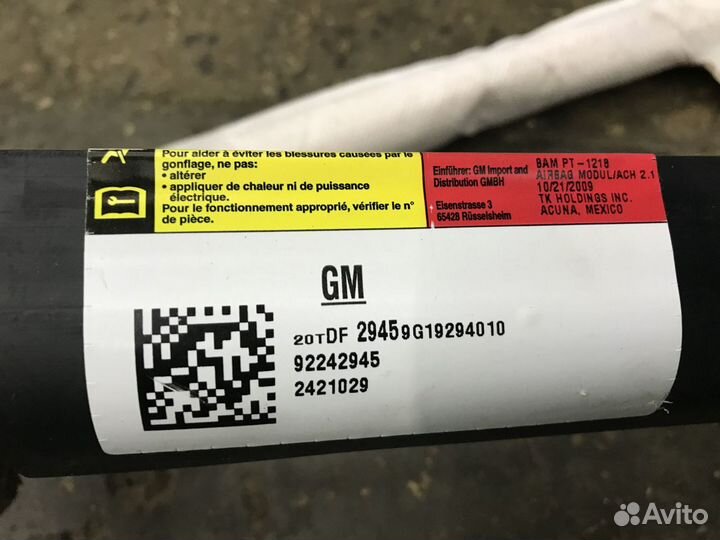 Pour aider à éviter les blessures causées par le
gonflage, ne pas:
• altérer
• appliquer de chaleur ni de puissance
électrique.
Pour le fonctionnement approprié, vérifier le n°
de pièce.
Einführer: GM Import and
Distribution GMBH
Eisenstrasse 3
65428 Rüsselsheim
BAM PT-1218
AIRBAG MODUL/ACH 2.1
10/21/2009
TK HOLDINGS INC.
ACUNA, MEXICO
GM
20TDF 29459G19294010
92242945
2421029
Avito